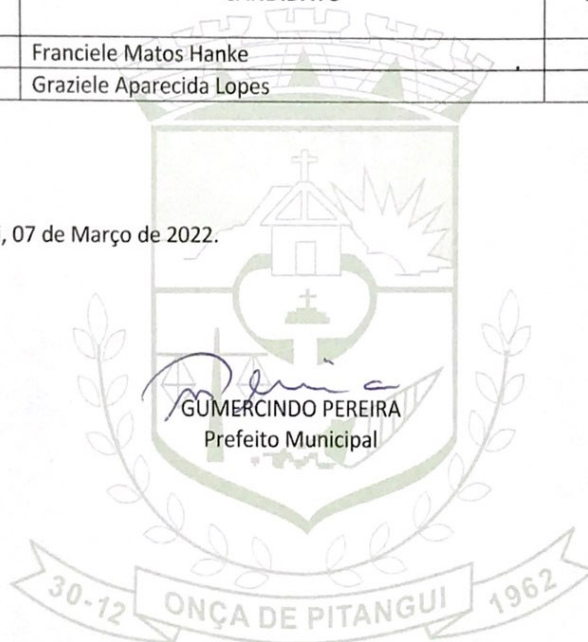 Franciele Matos Hanke
Graziele Aparecida Lopes
, 07 de Março de 2022.
GUMERCINDO PEREIRA
Prefeito Municipal
30-12 ONÇA DE PITANGUI 1962